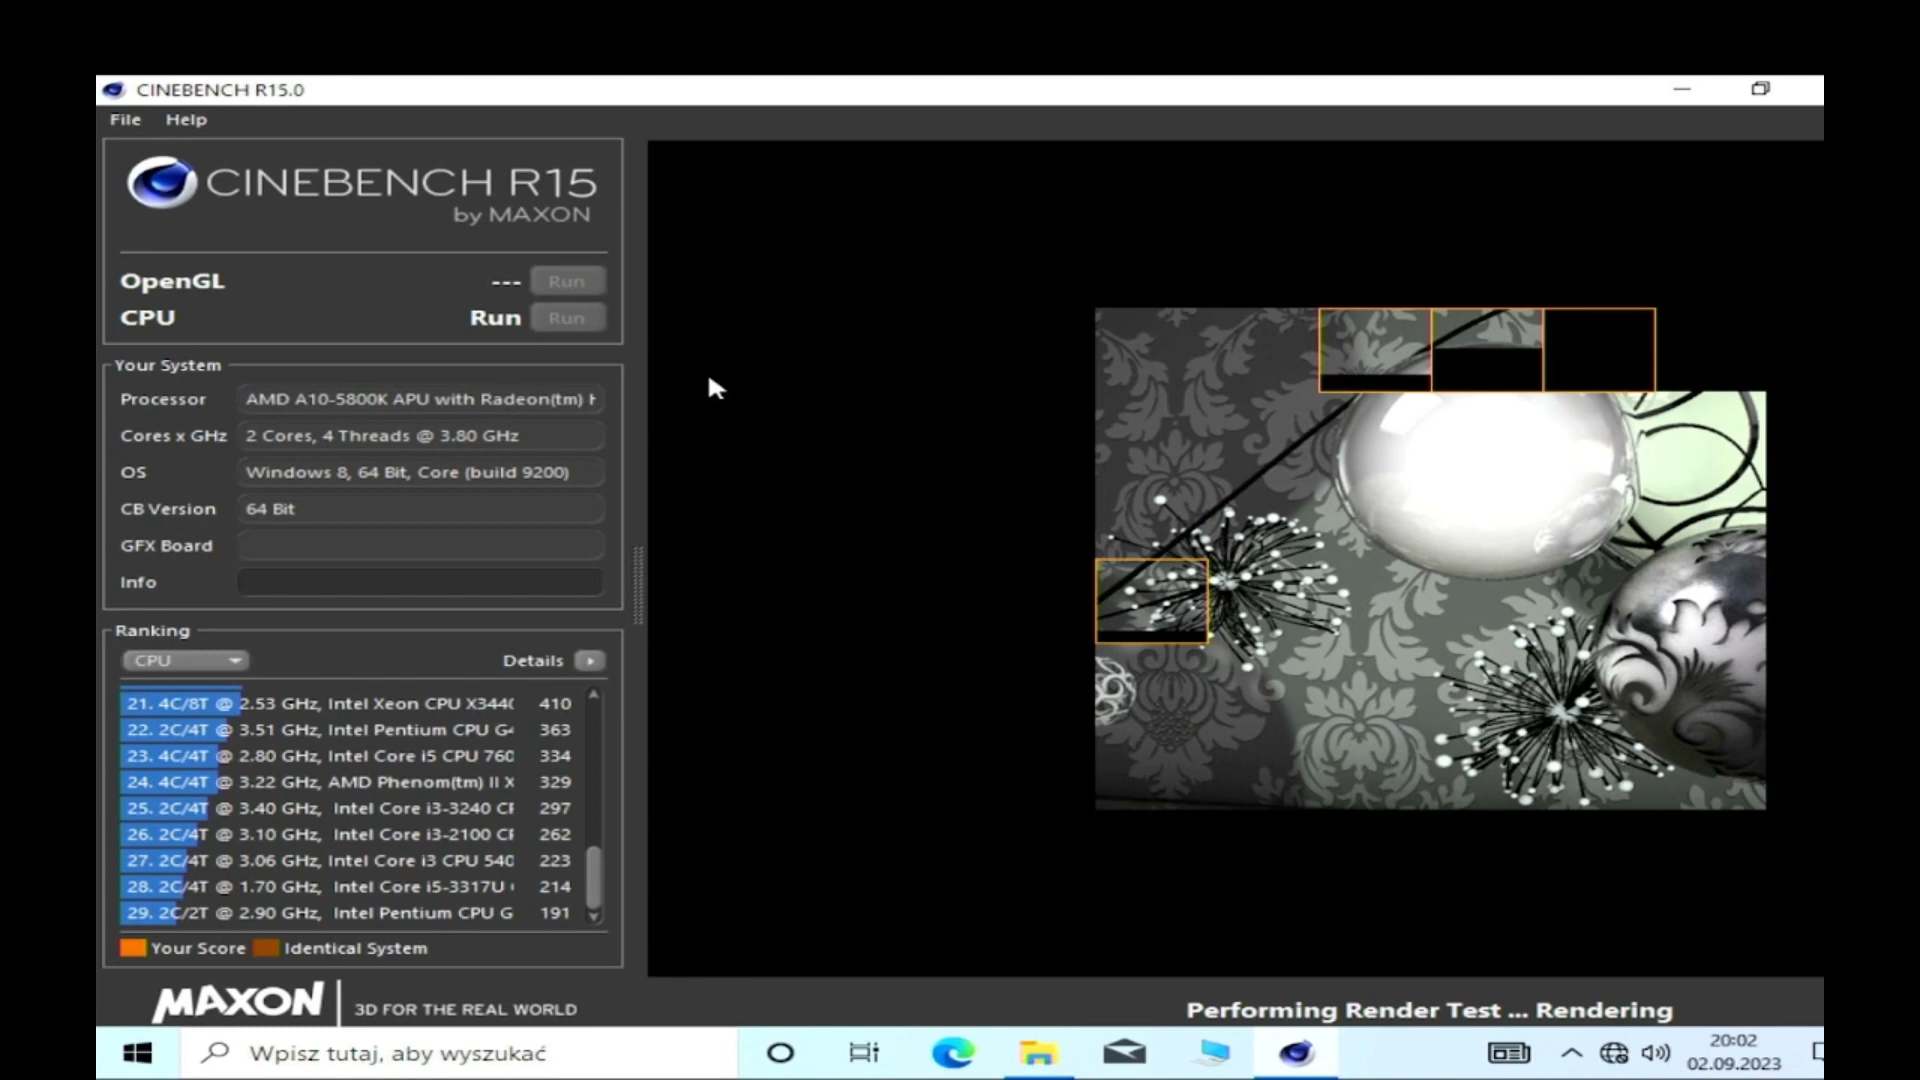 CINEBENCH R15.0
File Help
CINEBENCH R15
by MAXON
OpenGL --- Run
CPU Run Run
Your System
Processor AMD A10-5800K APU with Radeon(tm) H
Cores x GHz 2 Cores, 4 Threads @ 3.80 GHz
OS Windows 8, 64 Bit, Core (build 9200)
CB Version 64 Bit
GFX Board
Info
Ranking
CPU Details
21. 4C/8T @ 2.53 GHz, Intel Xeon CPU X344 410
22. 2C/4T @ 3.51 GHz, Intel Pentium CPU G4 363
23. 4C/4T @ 2.80 GHz, Intel Core i5 CPU 760 334
24. 4C/4T @ 3.22 GHz, AMD Phenom(tm) II X 329
25. 2C/4T @ 3.40 GHz, Intel Core i3-3240 CP 297
26. 2C/4T @ 3.10 GHz, Intel Core i3-2100 CP 262
27. 2C/4T @ 3.06 GHz, Intel Core i3 CPU 540 223
28. 2C/4T @ 1.70 GHz, Intel Core i5-3317U 214
29. 2C/2T @ 2.90 GHz, Intel Pentium CPU G 191
Your Score Identical System
MAXON 3D FOR THE REAL WORLD
Performing Render Test ... Rendering
Wpisz tutaj, aby wyszukać
20:02
02.09.2023